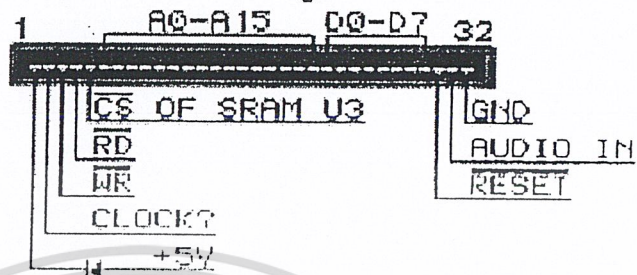 A0-A15 D0-D7
1 32
CS OF SRAM U3 GND
RD AUDIO IN
WR RESET
CLOCK?
+5V